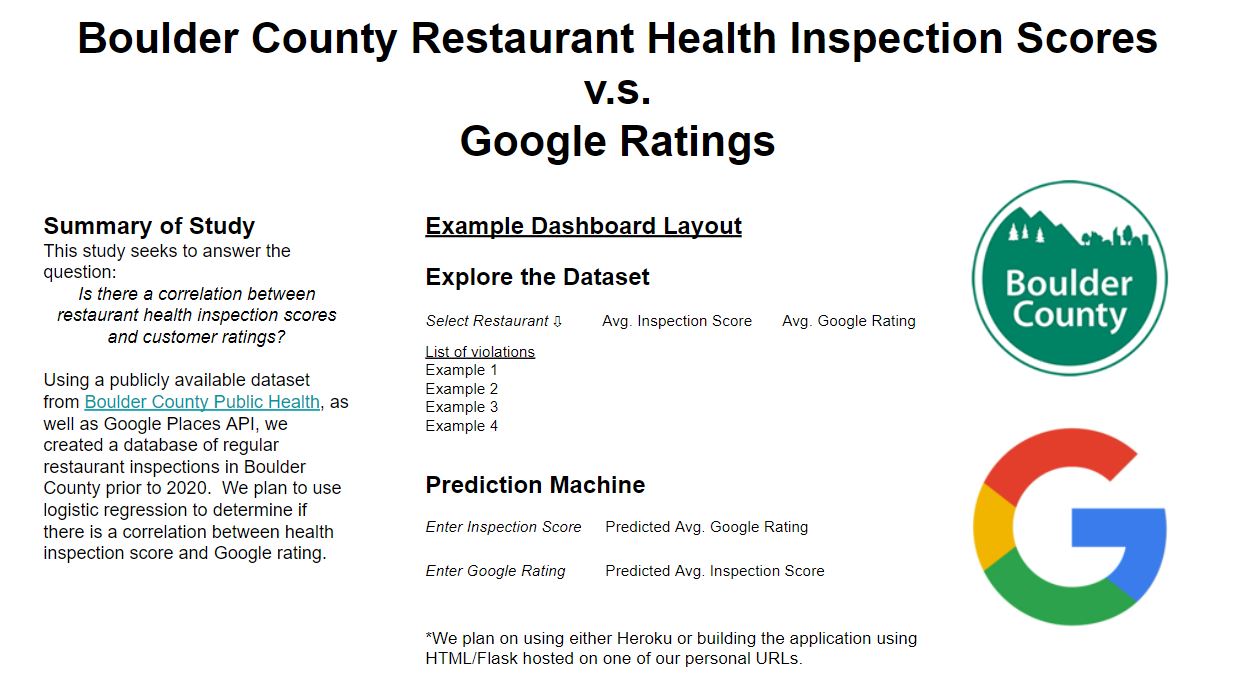 Boulder County Restaurant Health Inspection Scores
v.s.
Google Ratings
Summary of Study
This study seeks to answer the
question:
Is there a correlation between
restaurant health inspection scores
and customer ratings?
Using a publicly available dataset
from Boulder County Public Health, as
well as Google Places API, we
created a database of regular
restaurant inspections in Boulder
County prior to 2020.  We plan to use
logistic regression to determine if
there is a correlation between health
inspection score and Google rating.
Example Dashboard Layout
Explore the Dataset
Select Restaurant ⇩ Avg. Inspection Score Avg. Google Rating
List of violations
Example 1
Example 2
Example 3
Example 4
Prediction Machine
Enter Inspection Score Predicted Avg. Google Rating
Enter Google Rating Predicted Avg. Inspection Score
*We plan on using either Heroku or building the application using
HTML/Flask hosted on one of our personal URLs.
Boulder
County
G